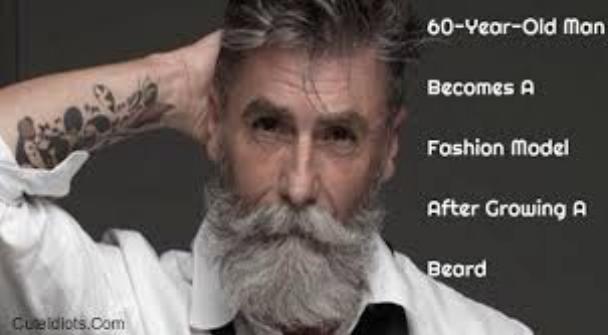 60-Year-Old Man
Becomes A
Fashion Model
After Growing A
Beard
CuteIdiots.Com